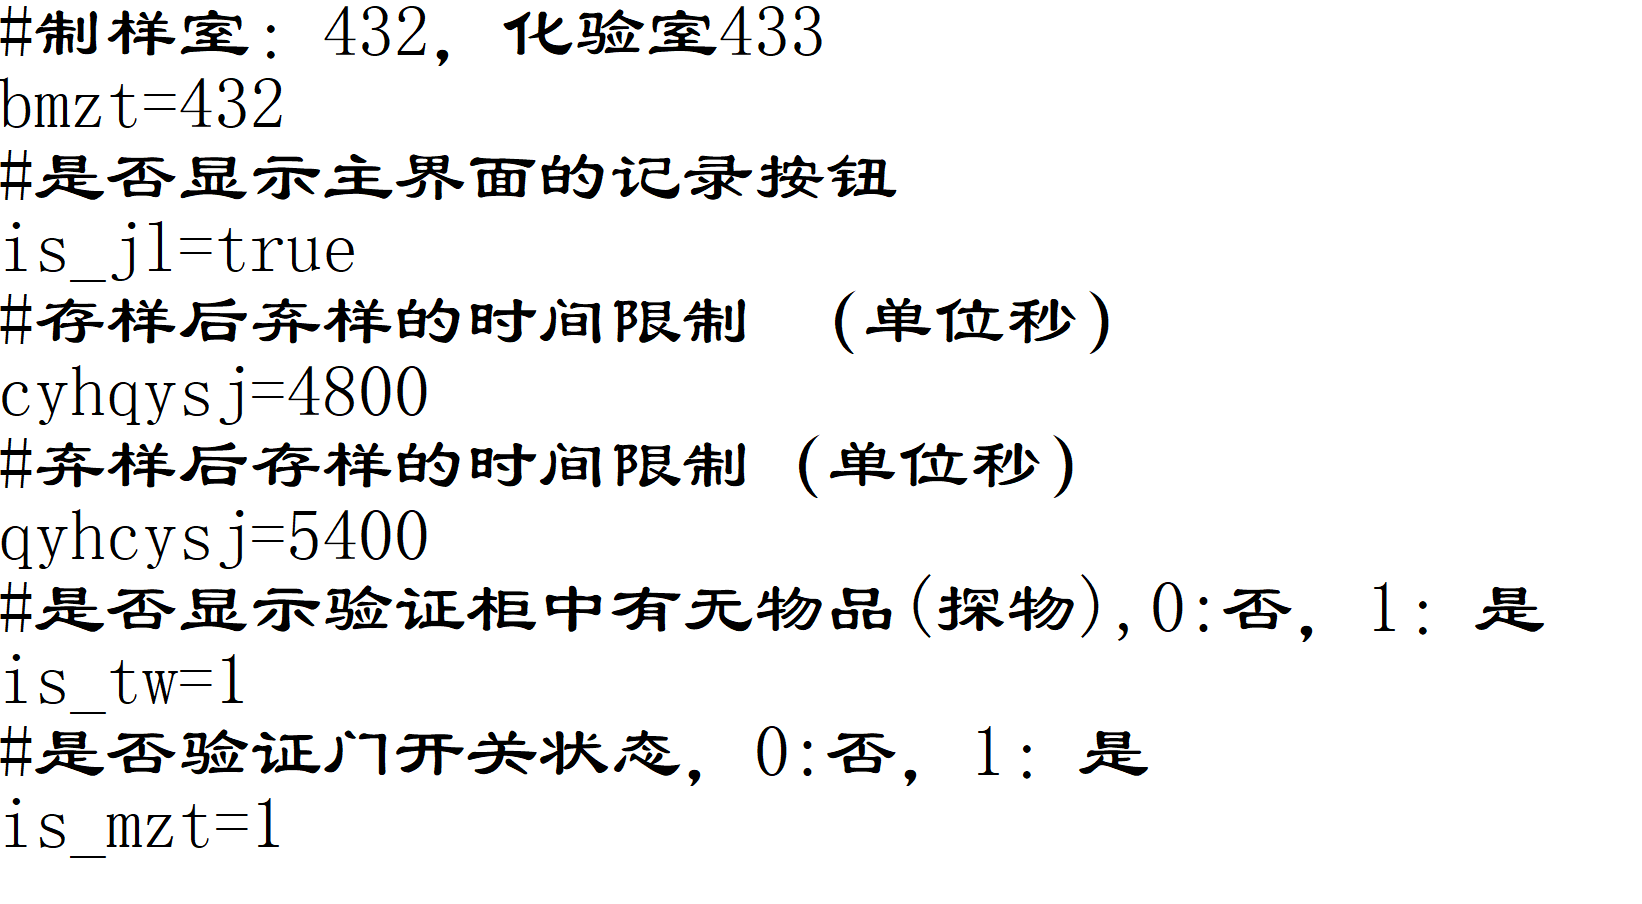 #制样室：432，化验室433
bmzt=432
#是否显示主界面的记录按钮
is_jl=true
#存样后弃样的时间限制 （单位秒）
cyhqysj=4800
#弃样后存样的时间限制（单位秒）
qyhcysj=5400
#是否显示验证柜中有无物品(探物),0:否，1：是
is_tw=1
#是否验证门开关状态，0:否，1：是
is_mzt=1